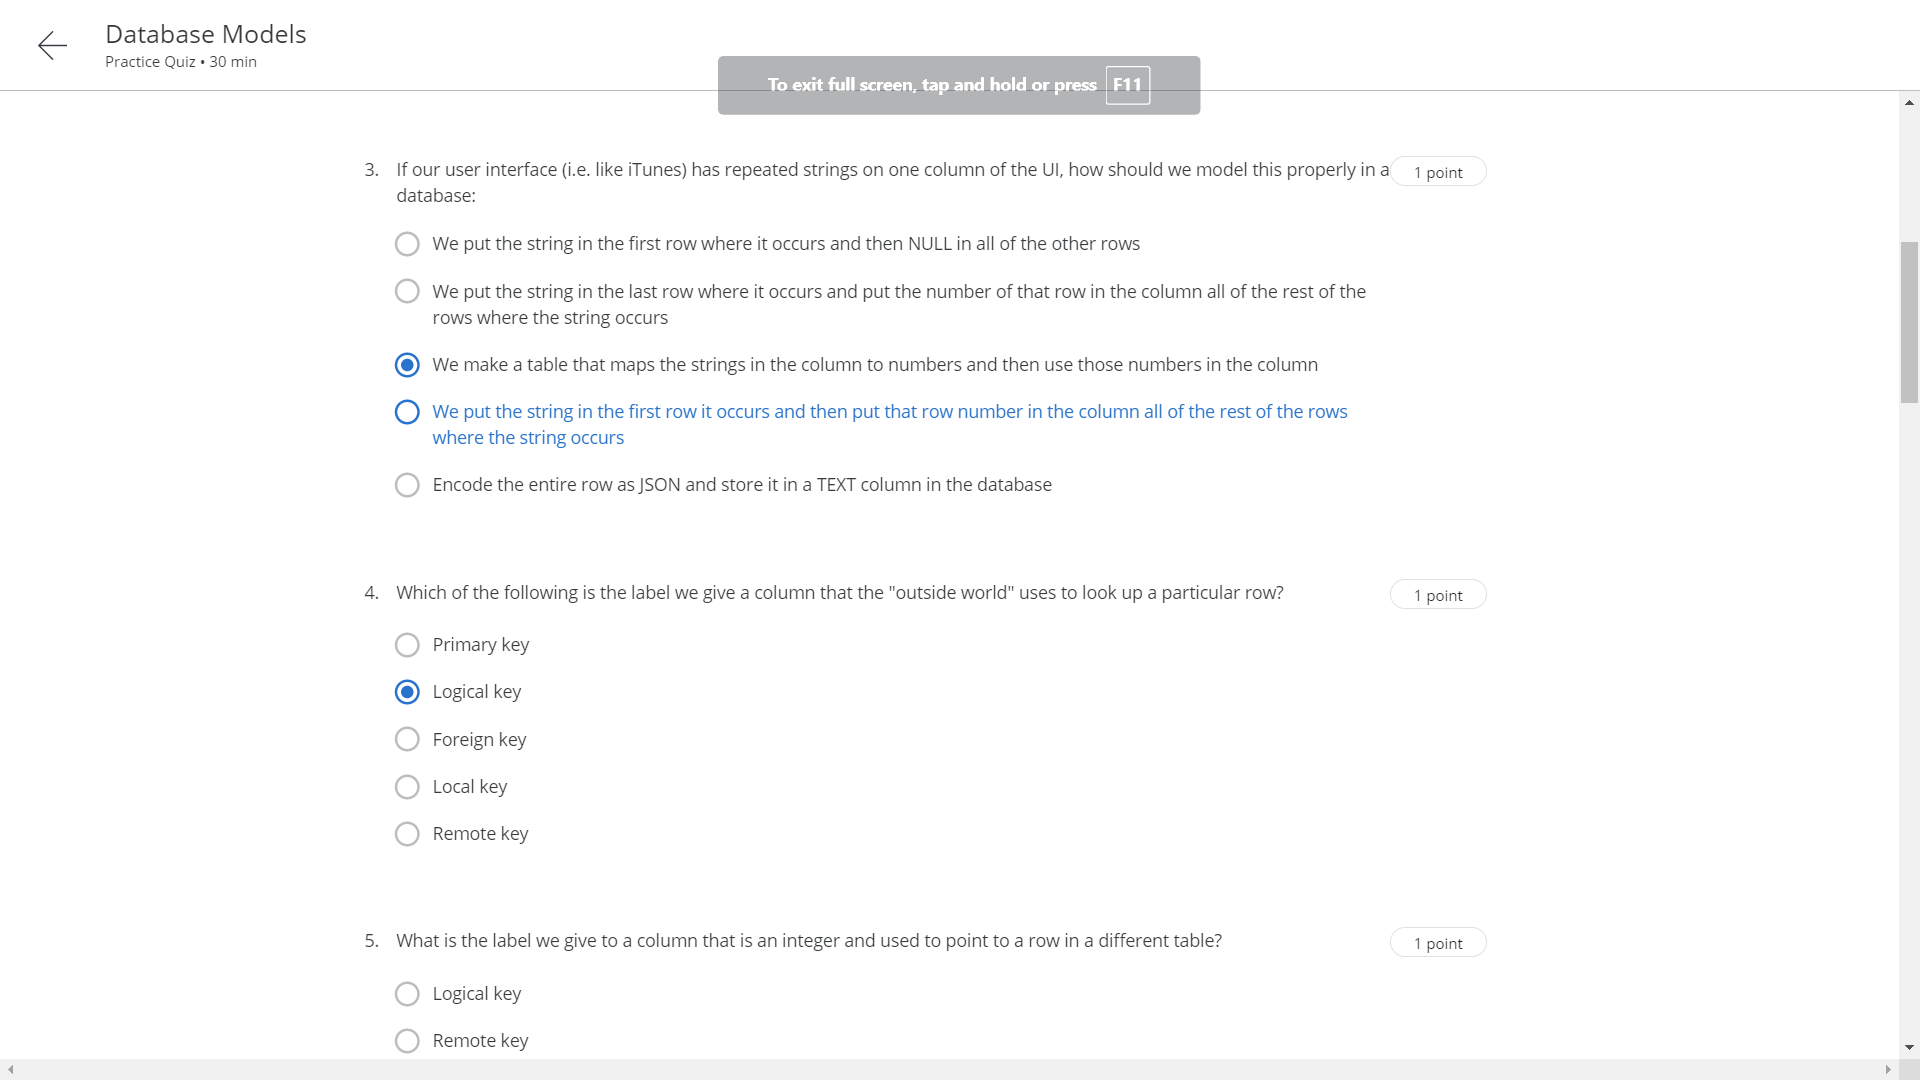 Database Models
Practice Quiz • 30 min
To exit full screen, tap and hold or press F11
3. If our user interface (i.e. like iTunes) has repeated strings on one column of the UI, how should we model this properly in a
database:
1 point
We put the string in the first row where it occurs and then NULL in all of the other rows
We put the string in the last row where it occurs and put the number of that row in the column all of the rest of the
rows where the string occurs
We make a table that maps the strings in the column to numbers and then use those numbers in the column
We put the string in the first row it occurs and then put that row number in the column all of the rest of the rows
where the string occurs
Encode the entire row as JSON and store it in a TEXT column in the database
4. Which of the following is the label we give a column that the "outside world" uses to look up a particular row?
1 point
Primary key
Logical key
Foreign key
Local key
Remote key
5. What is the label we give to a column that is an integer and used to point to a row in a different table?
1 point
Logical key
Remote key